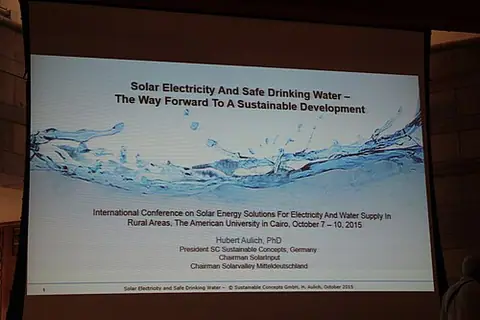 Solar Electricity And Safe Drinking Water –
The Way Forward To A Sustainable Development
International Conference on Solar Energy Solutions For Electricity And Water Supply In
Rural Areas, The American University in Cairo, October 7 – 10, 2015
Hubert Aulich, PhD
President SC Sustainable Concepts, Germany
Chairman SolarInput
Chairman Solarvalley Mitteldeutschland
1 Solar Electricity and Safe Drinking Water – © Sustainable Concepts GmbH, H. Aulich, October 2015